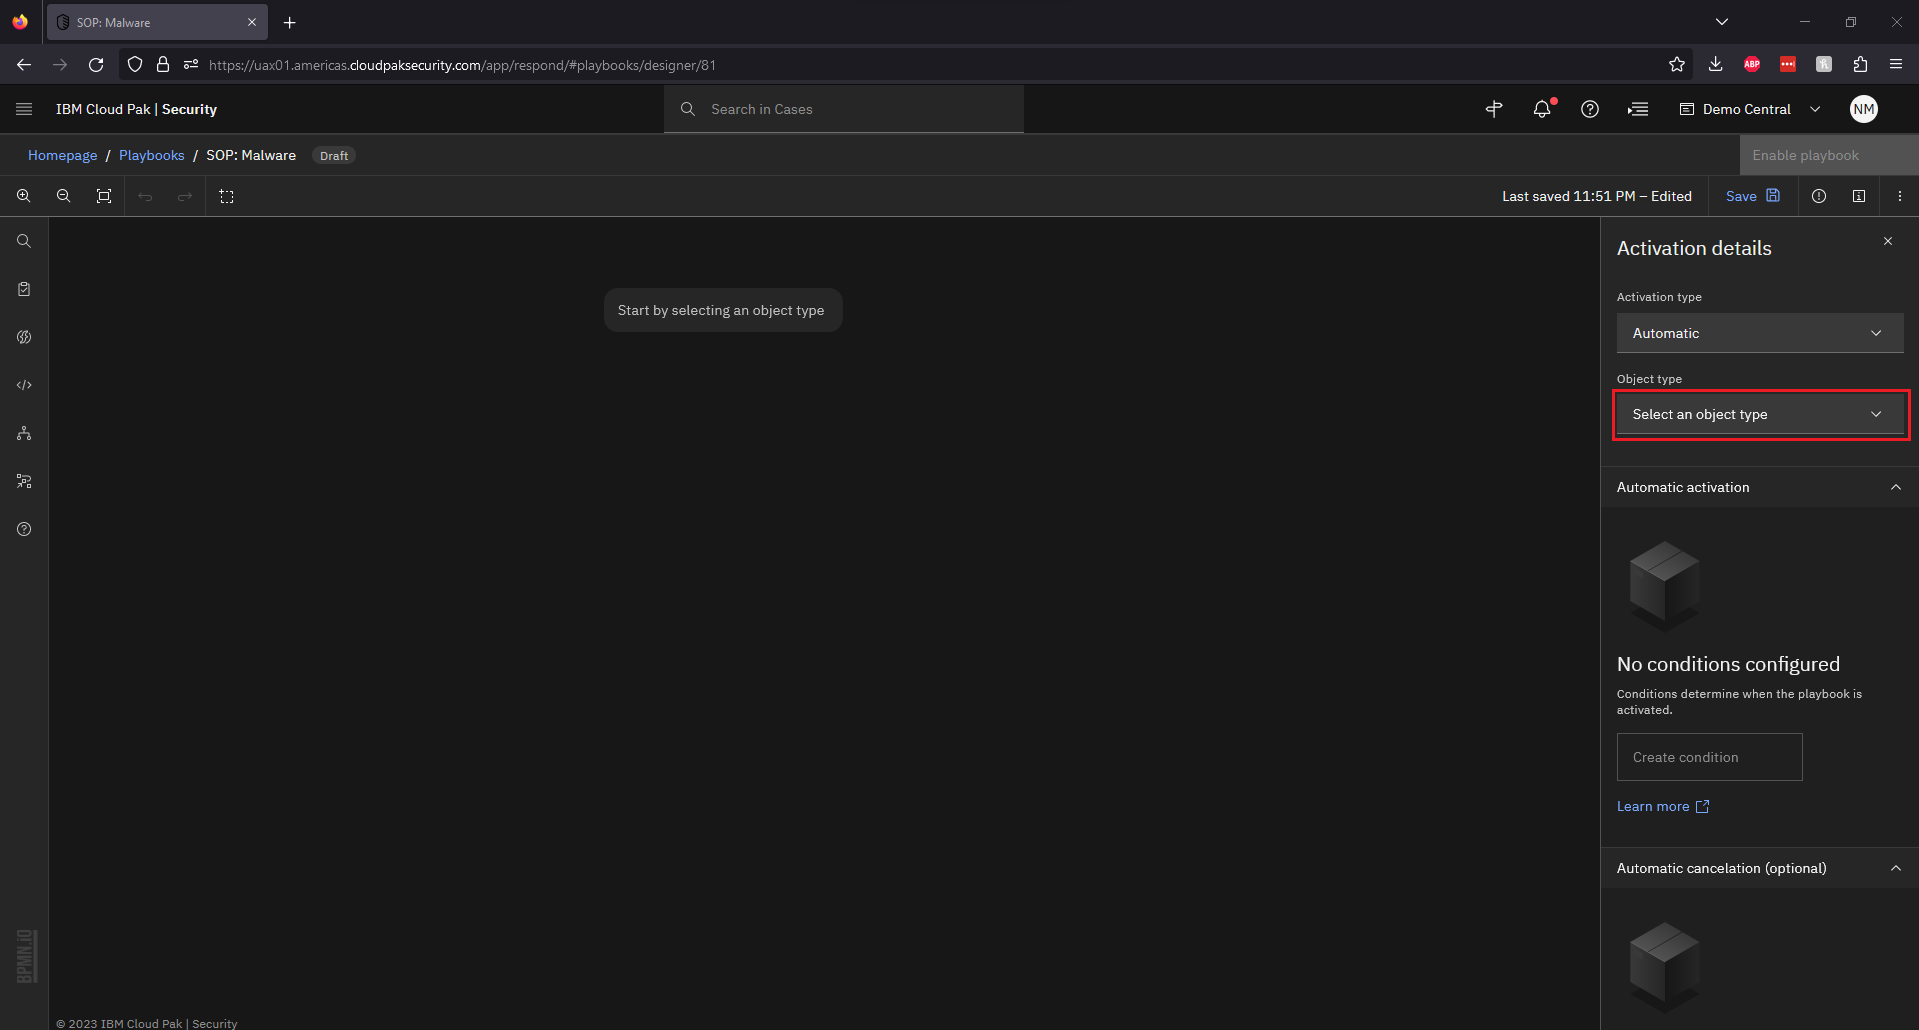 SOP: Malware
https://uax01.americas.cloudpaksecurity.com/app/respond/#playbooks/designer/81
ABP
IBM Cloud Pak | Security
Search in Cases
Demo Central
NM
Homepage / Playbooks / SOP: Malware
Draft
Enable playbook
Last saved 11:51 PM – Edited
Save
Activation details
Start by selecting an object type
Activation type
Automatic
Object type
Select an object type
Automatic activation
No conditions configured
Conditions determine when the playbook is
activated.
Create condition
Learn more
Automatic cancelation (optional)
BPMN.iO
© 2023 IBM Cloud Pak | Security